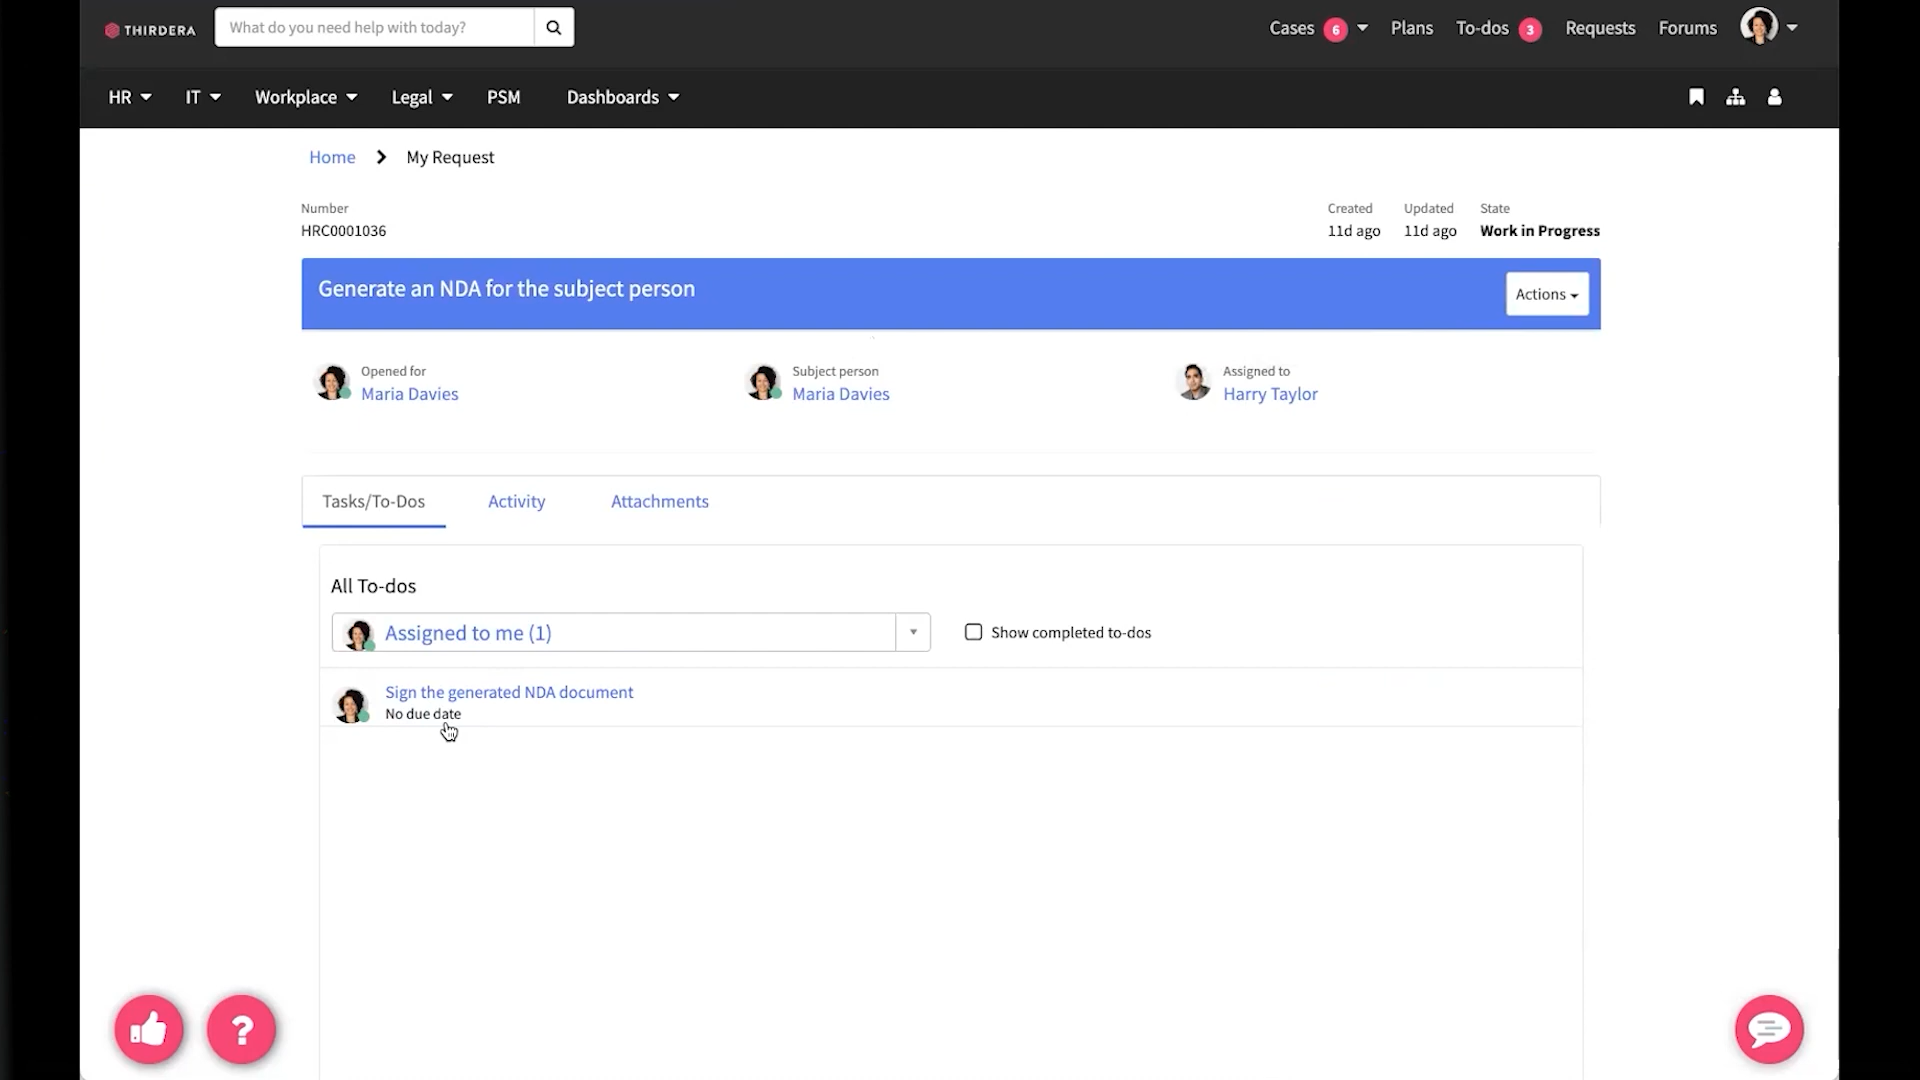 THIRDERA
What do you need help with today?
Cases 6
Plans
To-dos 3
Requests
Forums
HR
IT
Workplace
Legal
PSM
Dashboards
Home
My Request
Number
HRC0001036
Created
11d ago
Updated
11d ago
State
Work in Progress
Generate an NDA for the subject person
Actions
Opened for
Maria Davies
Subject person
Maria Davies
Assigned to
Harry Taylor
Tasks/To-Dos
Activity
Attachments
All To-dos
Assigned to me (1)
Show completed to-dos
Sign the generated NDA document
No due date
?